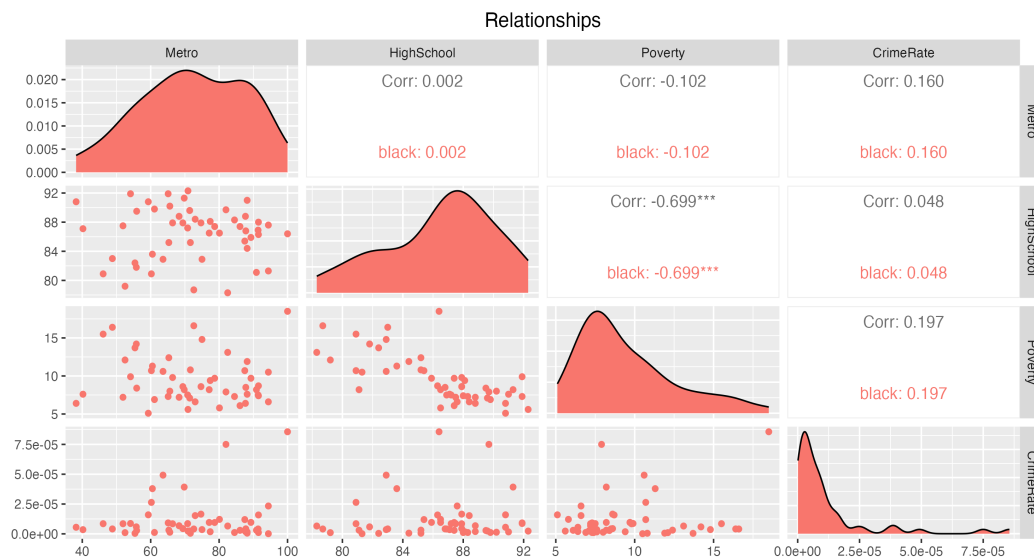 Relationships
Metro HighSchool Poverty CrimeRate
0.020
0.015
0.010
0.005
0.000
Corr: 0.002 Corr: -0.102 Corr: 0.160
black: 0.002 black: -0.102 black: 0.160
Metro
92
88
84
80
Corr: -0.699*** Corr: 0.048
black: -0.699*** black: 0.048
HighSchool
15
10
5
Corr: 0.197
black: 0.197
Poverty
7.5e-05
5.0e-05
2.5e-05
0.0e+00
CrimeRate
40 60 80 100 80 84 88 92 5 10 15 0.0e+00 2.5e-05 5.0e-05 7.5e-05